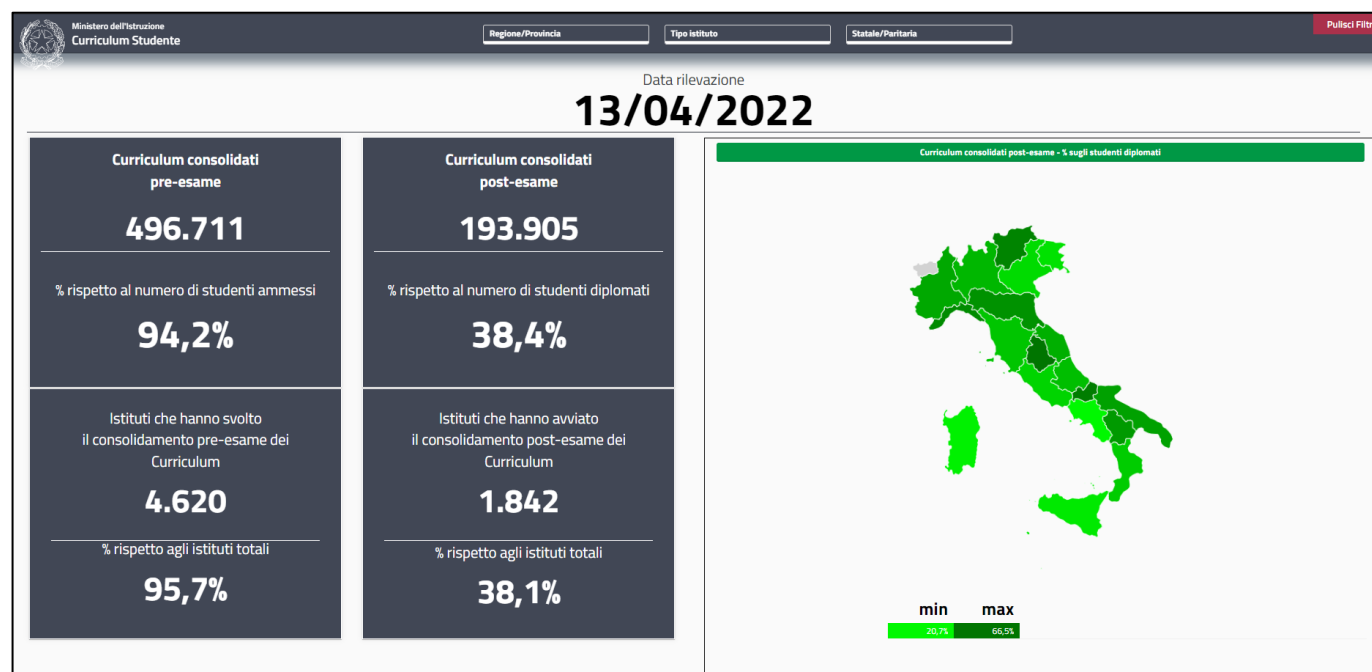 Ministero dell'Istruzione
Curriculum Studente
Regione/Provincia
Tipo istituto
Statale/Paritaria
Pulisci Filtr
Data rilevazione
13/04/2022
Curriculum consolidati
pre-esame
496.711
% rispetto al numero di studenti ammessi
94,2%
Istituti che hanno svolto
il consolidamento pre-esame dei
Curriculum
4.620
% rispetto agli istituti totali
95,7%
Curriculum consolidati
post-esame
193.905
% rispetto al numero di studenti diplomati
38,4%
Istituti che hanno avviato
il consolidamento post-esame dei
Curriculum
1.842
% rispetto agli istituti totali
38,1%
Curriculum consolidati post-esame - % sugli studenti diplomati
min max
20,7% 66,5%